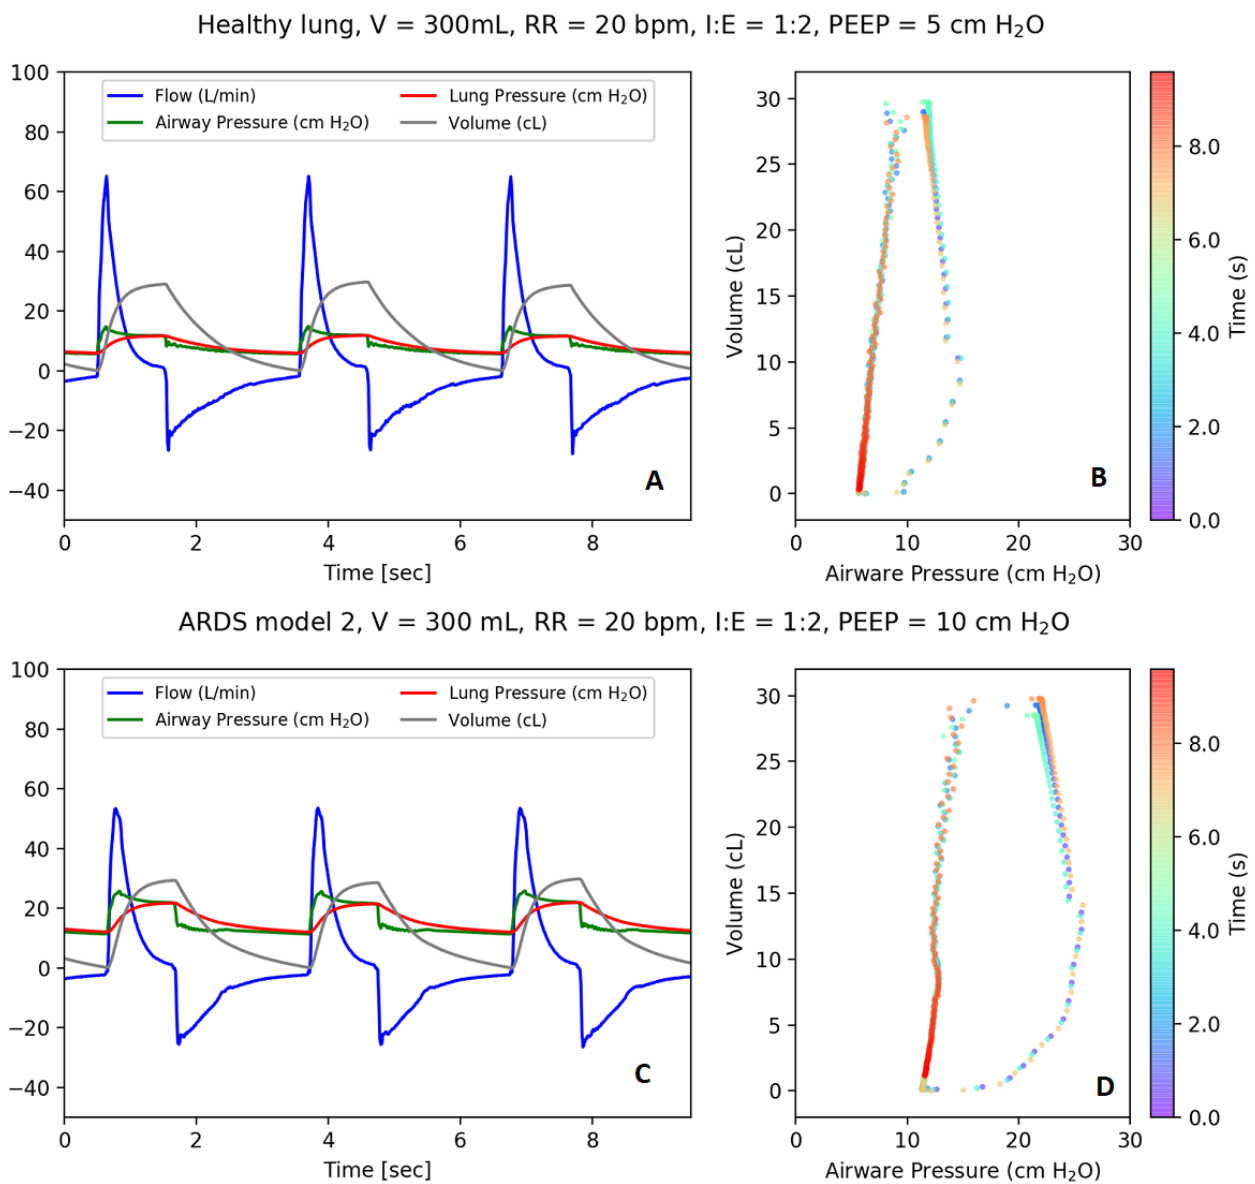 Healthy lung, V = 300mL, RR = 20 bpm, I:E = 1:2, PEEP = 5 cm H₂O
100
80
60
40
20
0
−20
−40
Flow (L/min)
Airway Pressure (cm H₂O)
Lung Pressure (cm H₂O)
Volume (cL)
A
0 2 4 6 8
Time [sec]
30
25
20
15
10
5
0
Volume (cL)
B
0 10 20 30
Airware Pressure (cm H₂O)
8.0
6.0
4.0
2.0
0.0
Time (s)
ARDS model 2, V = 300 mL, RR = 20 bpm, I:E = 1:2, PEEP = 10 cm H₂O
100
80
60
40
20
0
−20
−40
Flow (L/min)
Airway Pressure (cm H₂O)
Lung Pressure (cm H₂O)
Volume (cL)
C
0 2 4 6 8
Time [sec]
30
25
20
15
10
5
0
Volume (cL)
D
0 10 20 30
Airware Pressure (cm H₂O)
8.0
6.0
4.0
2.0
0.0
Time (s)